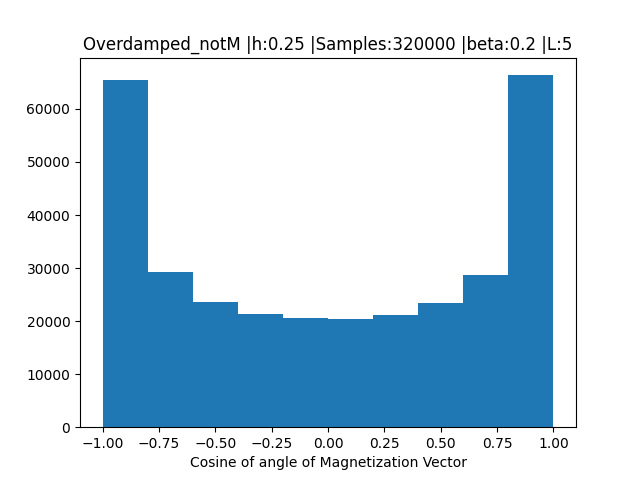 Overdamped_notM |h:0.25 |Samples:320000 |beta:0.2 |L:5
60000
50000
40000
30000
20000
10000
0
−1.00 −0.75 −0.50 −0.25 0.00 0.25 0.50 0.75 1.00
Cosine of angle of Magnetization Vector